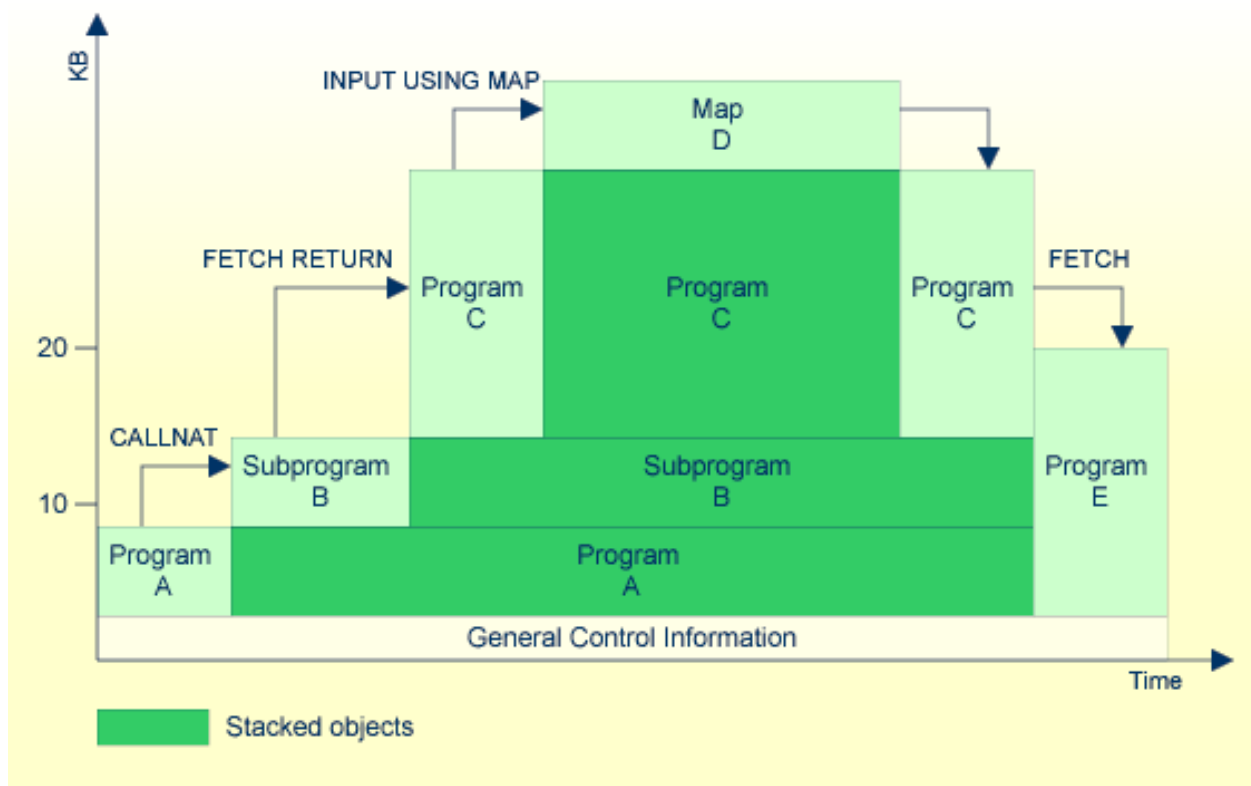 KB
INPUT USING MAP
Map
D
FETCH RETURN
Program
C
Program
C
Program
C
FETCH
20
CALLNAT
Subprogram
B
Subprogram
B
Program
E
10
Program
A
Program
A
General Control Information
Time
Stacked objects